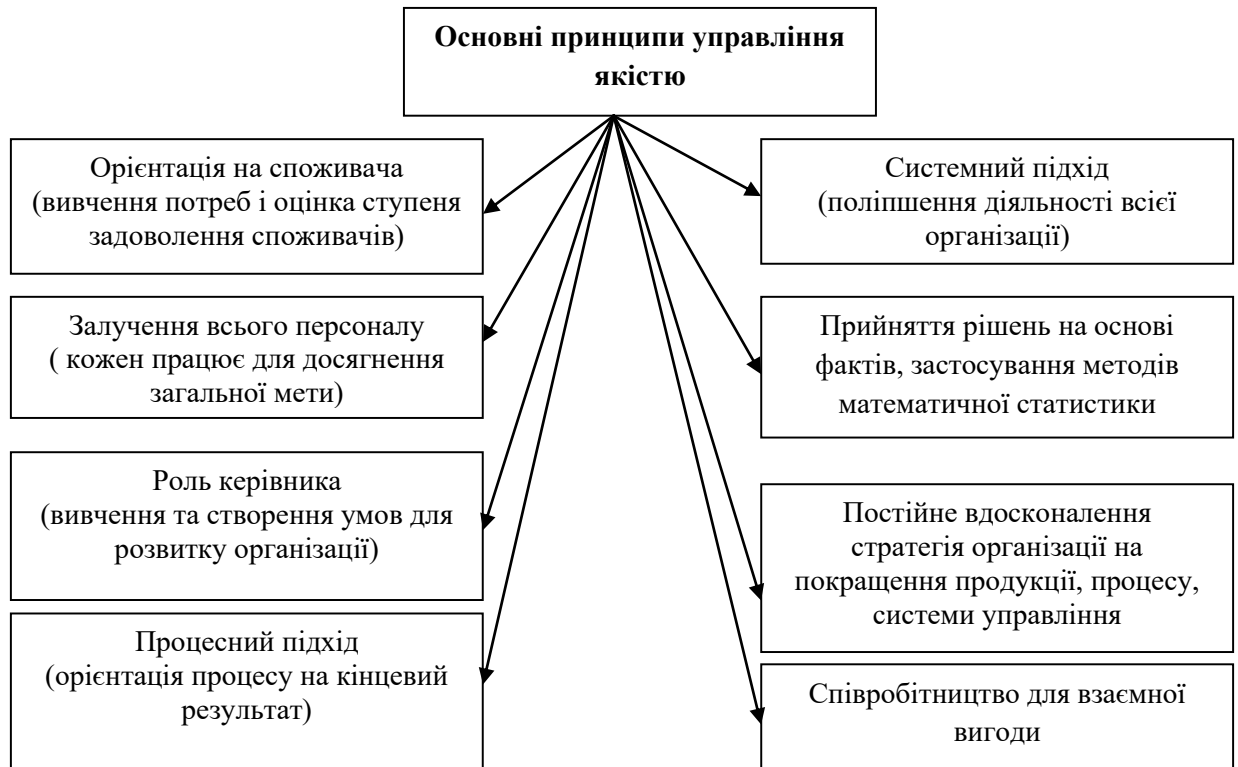 Основні принципи управління
якістю
Орієнтація на споживача
(вивчення потреб і оцінка ступеня
задоволення споживачів)
Залучення всього персоналу
( кожен працює для досягнення
загальної мети)
Роль керівника
(вивчення та створення умов для
розвитку організації)
Процесний підхід
(орієнтація процесу на кінцевий
результат)
Системний підхід
(поліпшення діяльності всієї
організації)
Прийняття рішень на основі
фактів, застосування методів
математичної статистики
Постійне вдосконалення
стратегія організації на
покращення продукції, процесу,
системи управління
Співробітництво для взаємної
вигоди